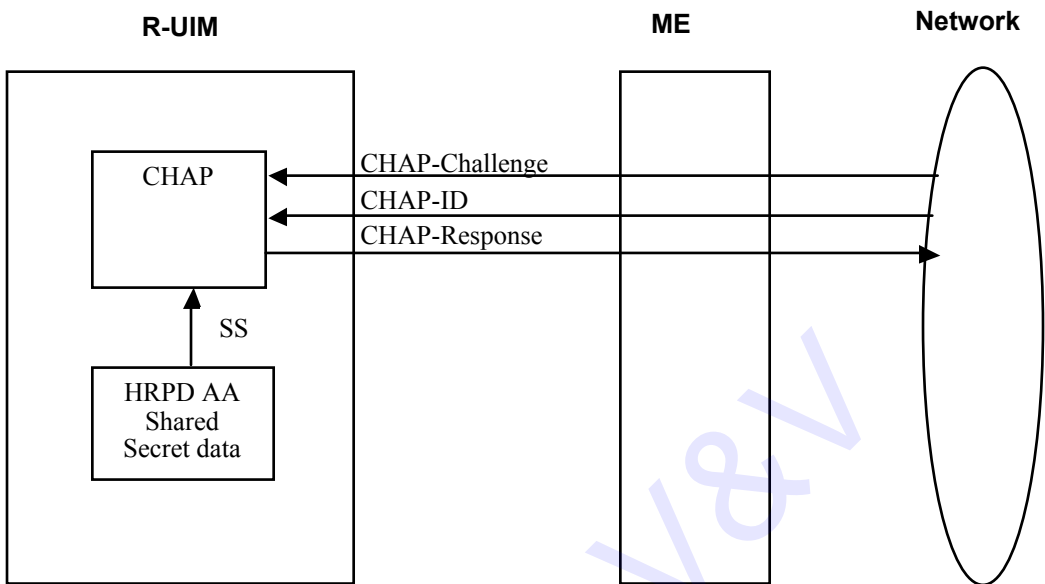 R-UIM
ME
Network
CHAP
CHAP-Challenge
CHAP-ID
CHAP-Response
SS
HRPD AA
Shared
Secret data
V&V